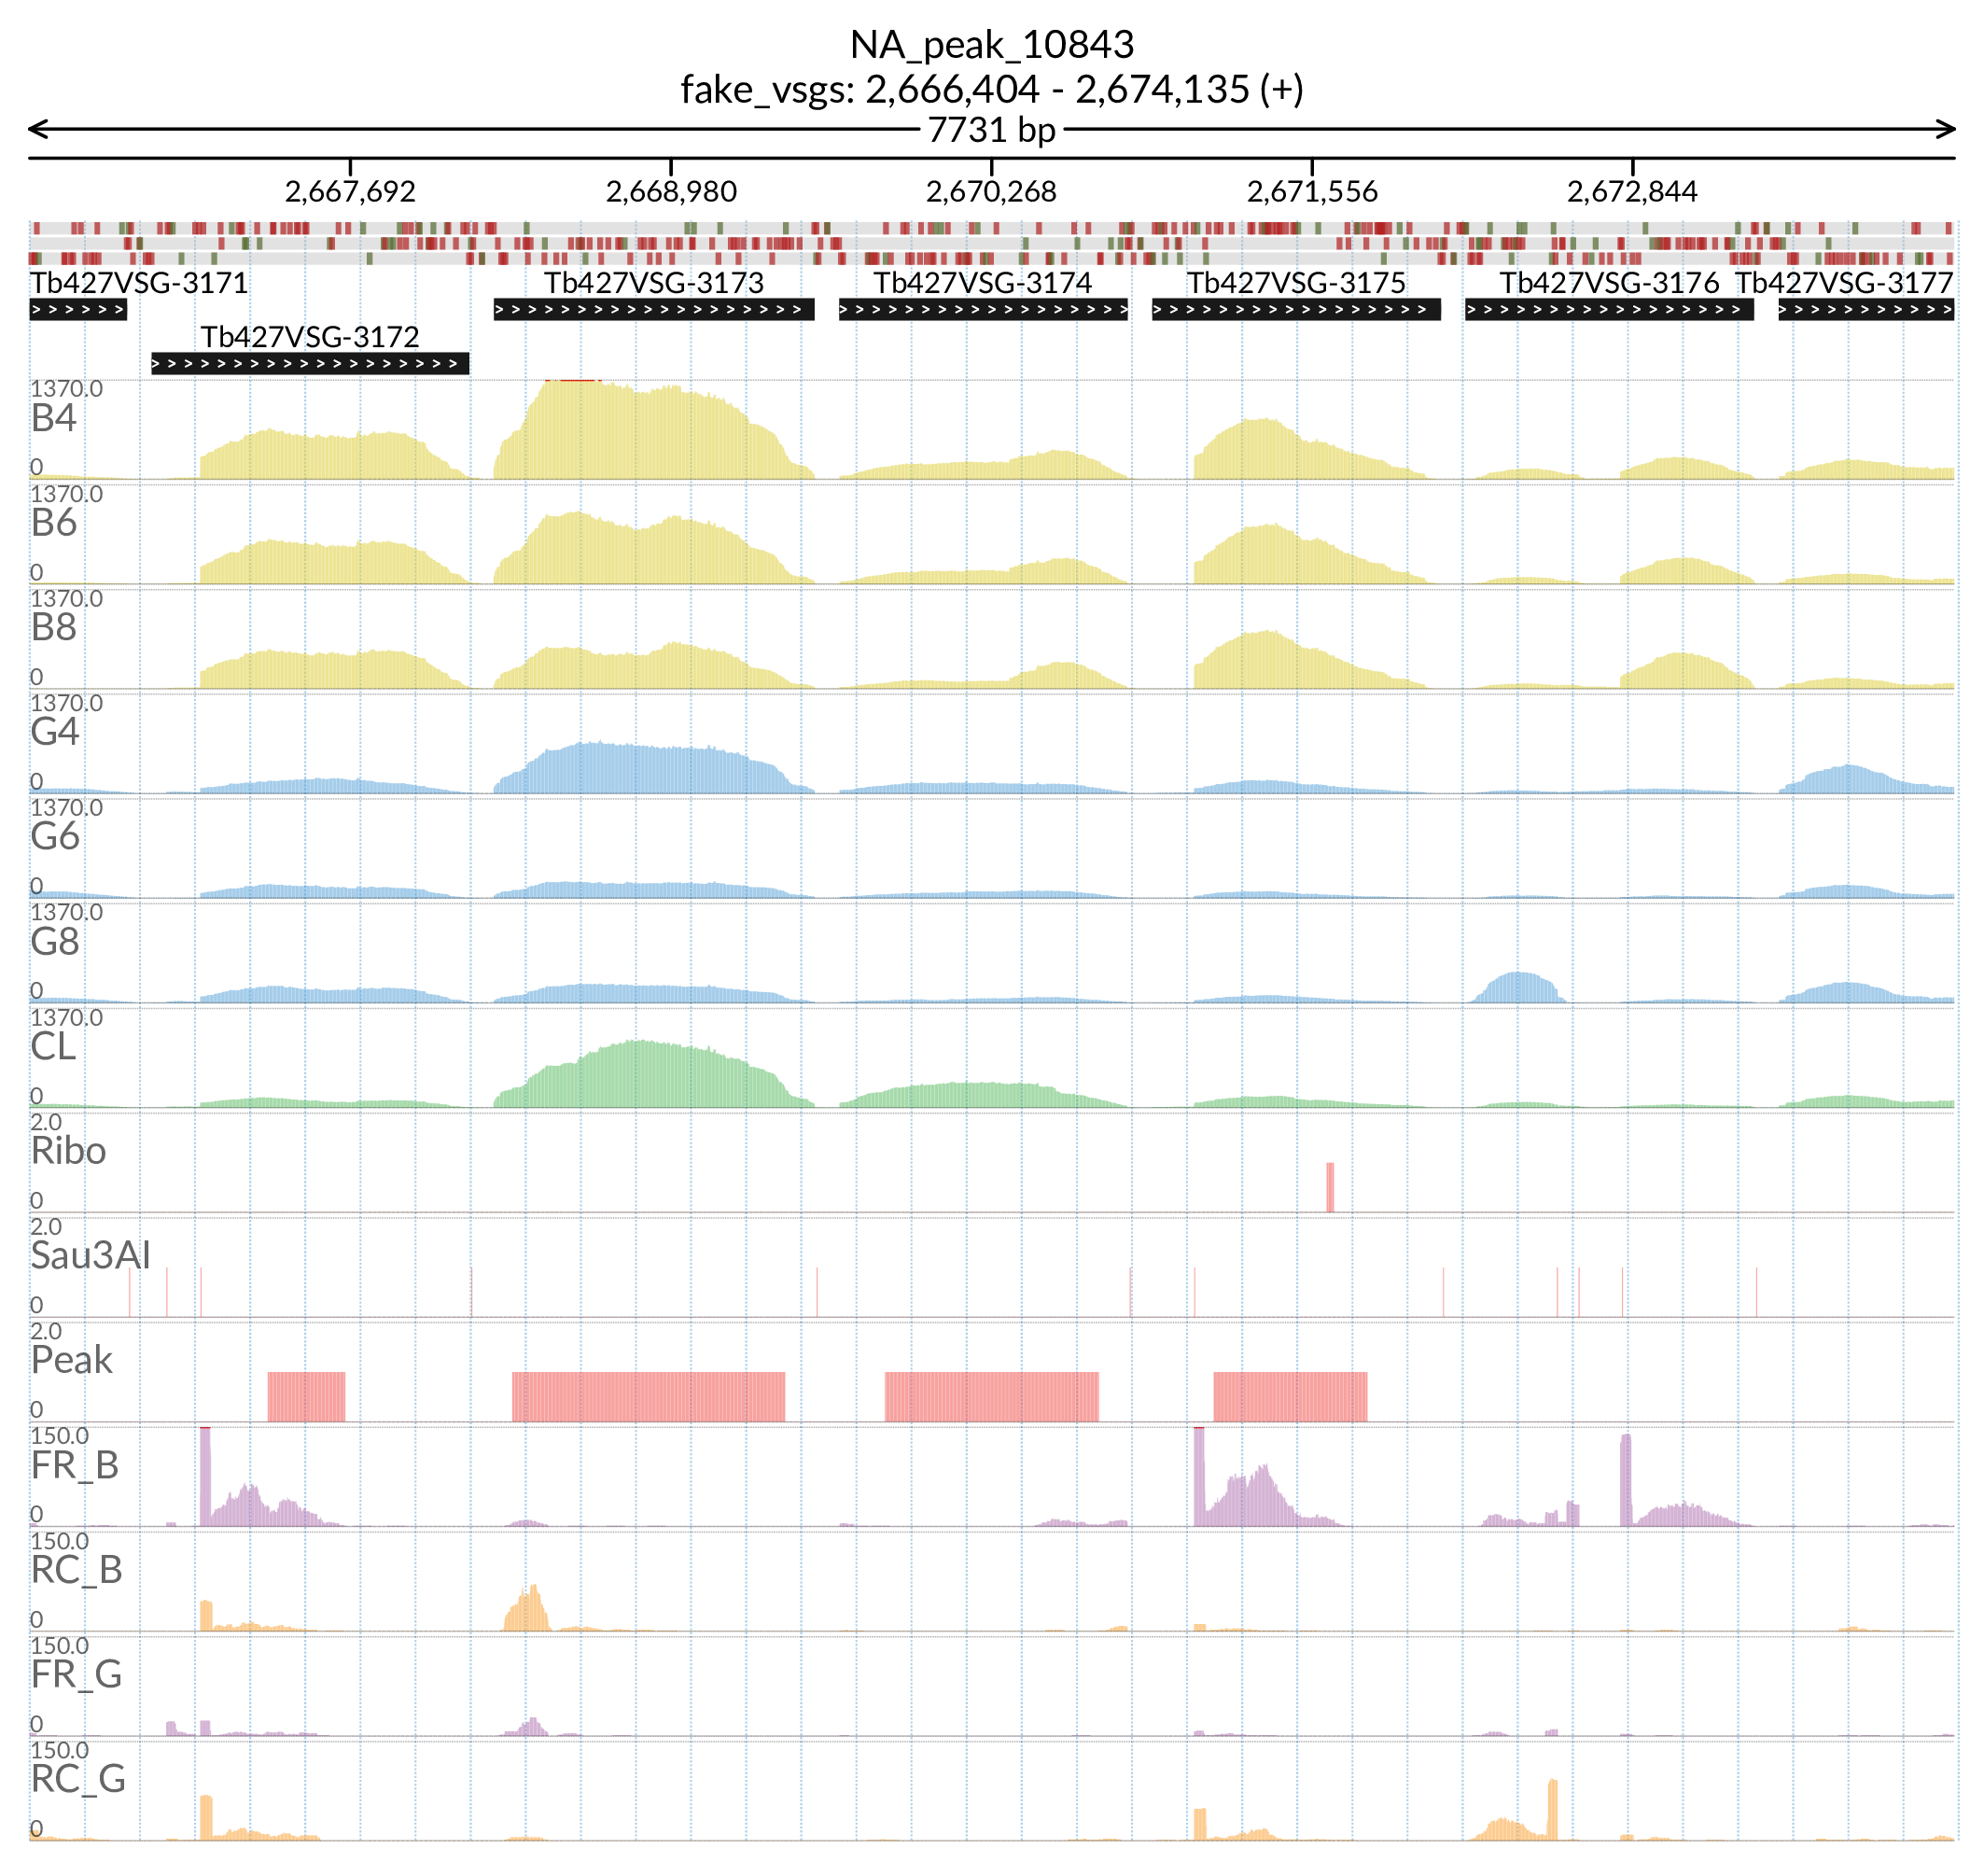 NA_peak_10843
fake_vsgs: 2,666,404 - 2,674,135 (+)
7731 bp
2,667,692 2,668,980 2,670,268 2,671,556 2,672,844
Tb427VSG-3171 Tb427VSG-3173 Tb427VSG-3174 Tb427VSG-3175 Tb427VSG-3176 Tb427VSG-3177
Tb427VSG-3172
1370.0
B4
0
1370.0
B6
0
1370.0
B8
0
1370.0
G4
0
1370.0
G6
0
1370.0
G8
0
1370.0
CL
0
2.0
Ribo
0
2.0
Sau3AI
0
2.0
Peak
0
150.0
FR_B
0
150.0
RC_B
0
150.0
FR_G
0
150.0
RC_G
0